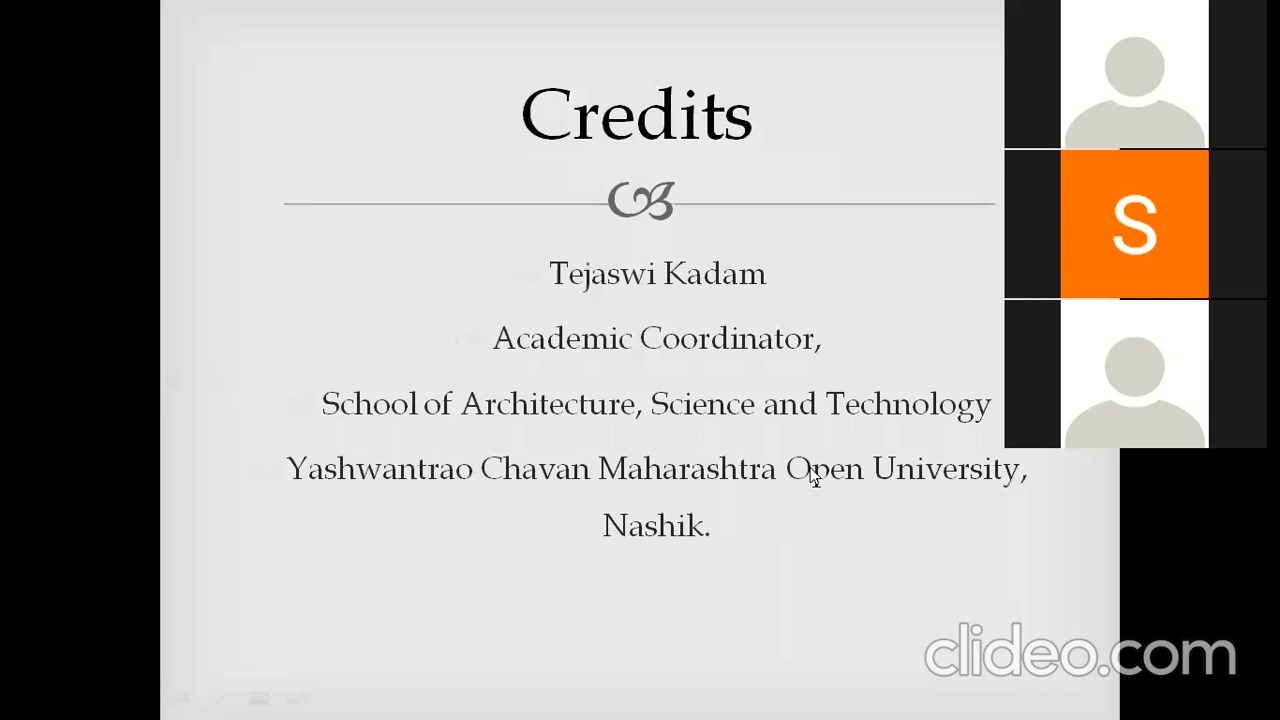 Credits
S
Tejaswi Kadam
Academic Coordinator,
School of Architecture, Science and Technology
Yashwantrao Chavan Maharashtra Open University,
Nashik.
clideo.com